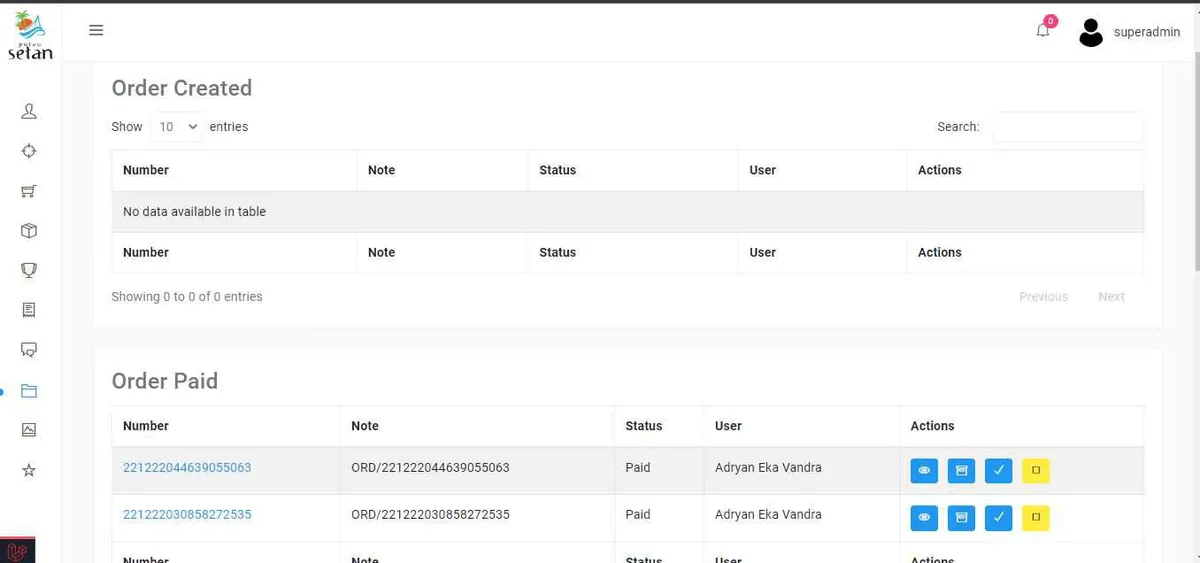 pulau
setan
0
superadmin
Order Created
Show 10 entries
Search:
Number Note Status User Actions
No data available in table
Number Note Status User Actions
Showing 0 to 0 of 0 entries
Previous Next
Order Paid
Number Note Status User Actions
221222044639055063 ORD/221222044639055063 Paid Adryan Eka Vandra
221222030858272535 ORD/221222030858272535 Paid Adryan Eka Vandra
Number Note Status User Actions